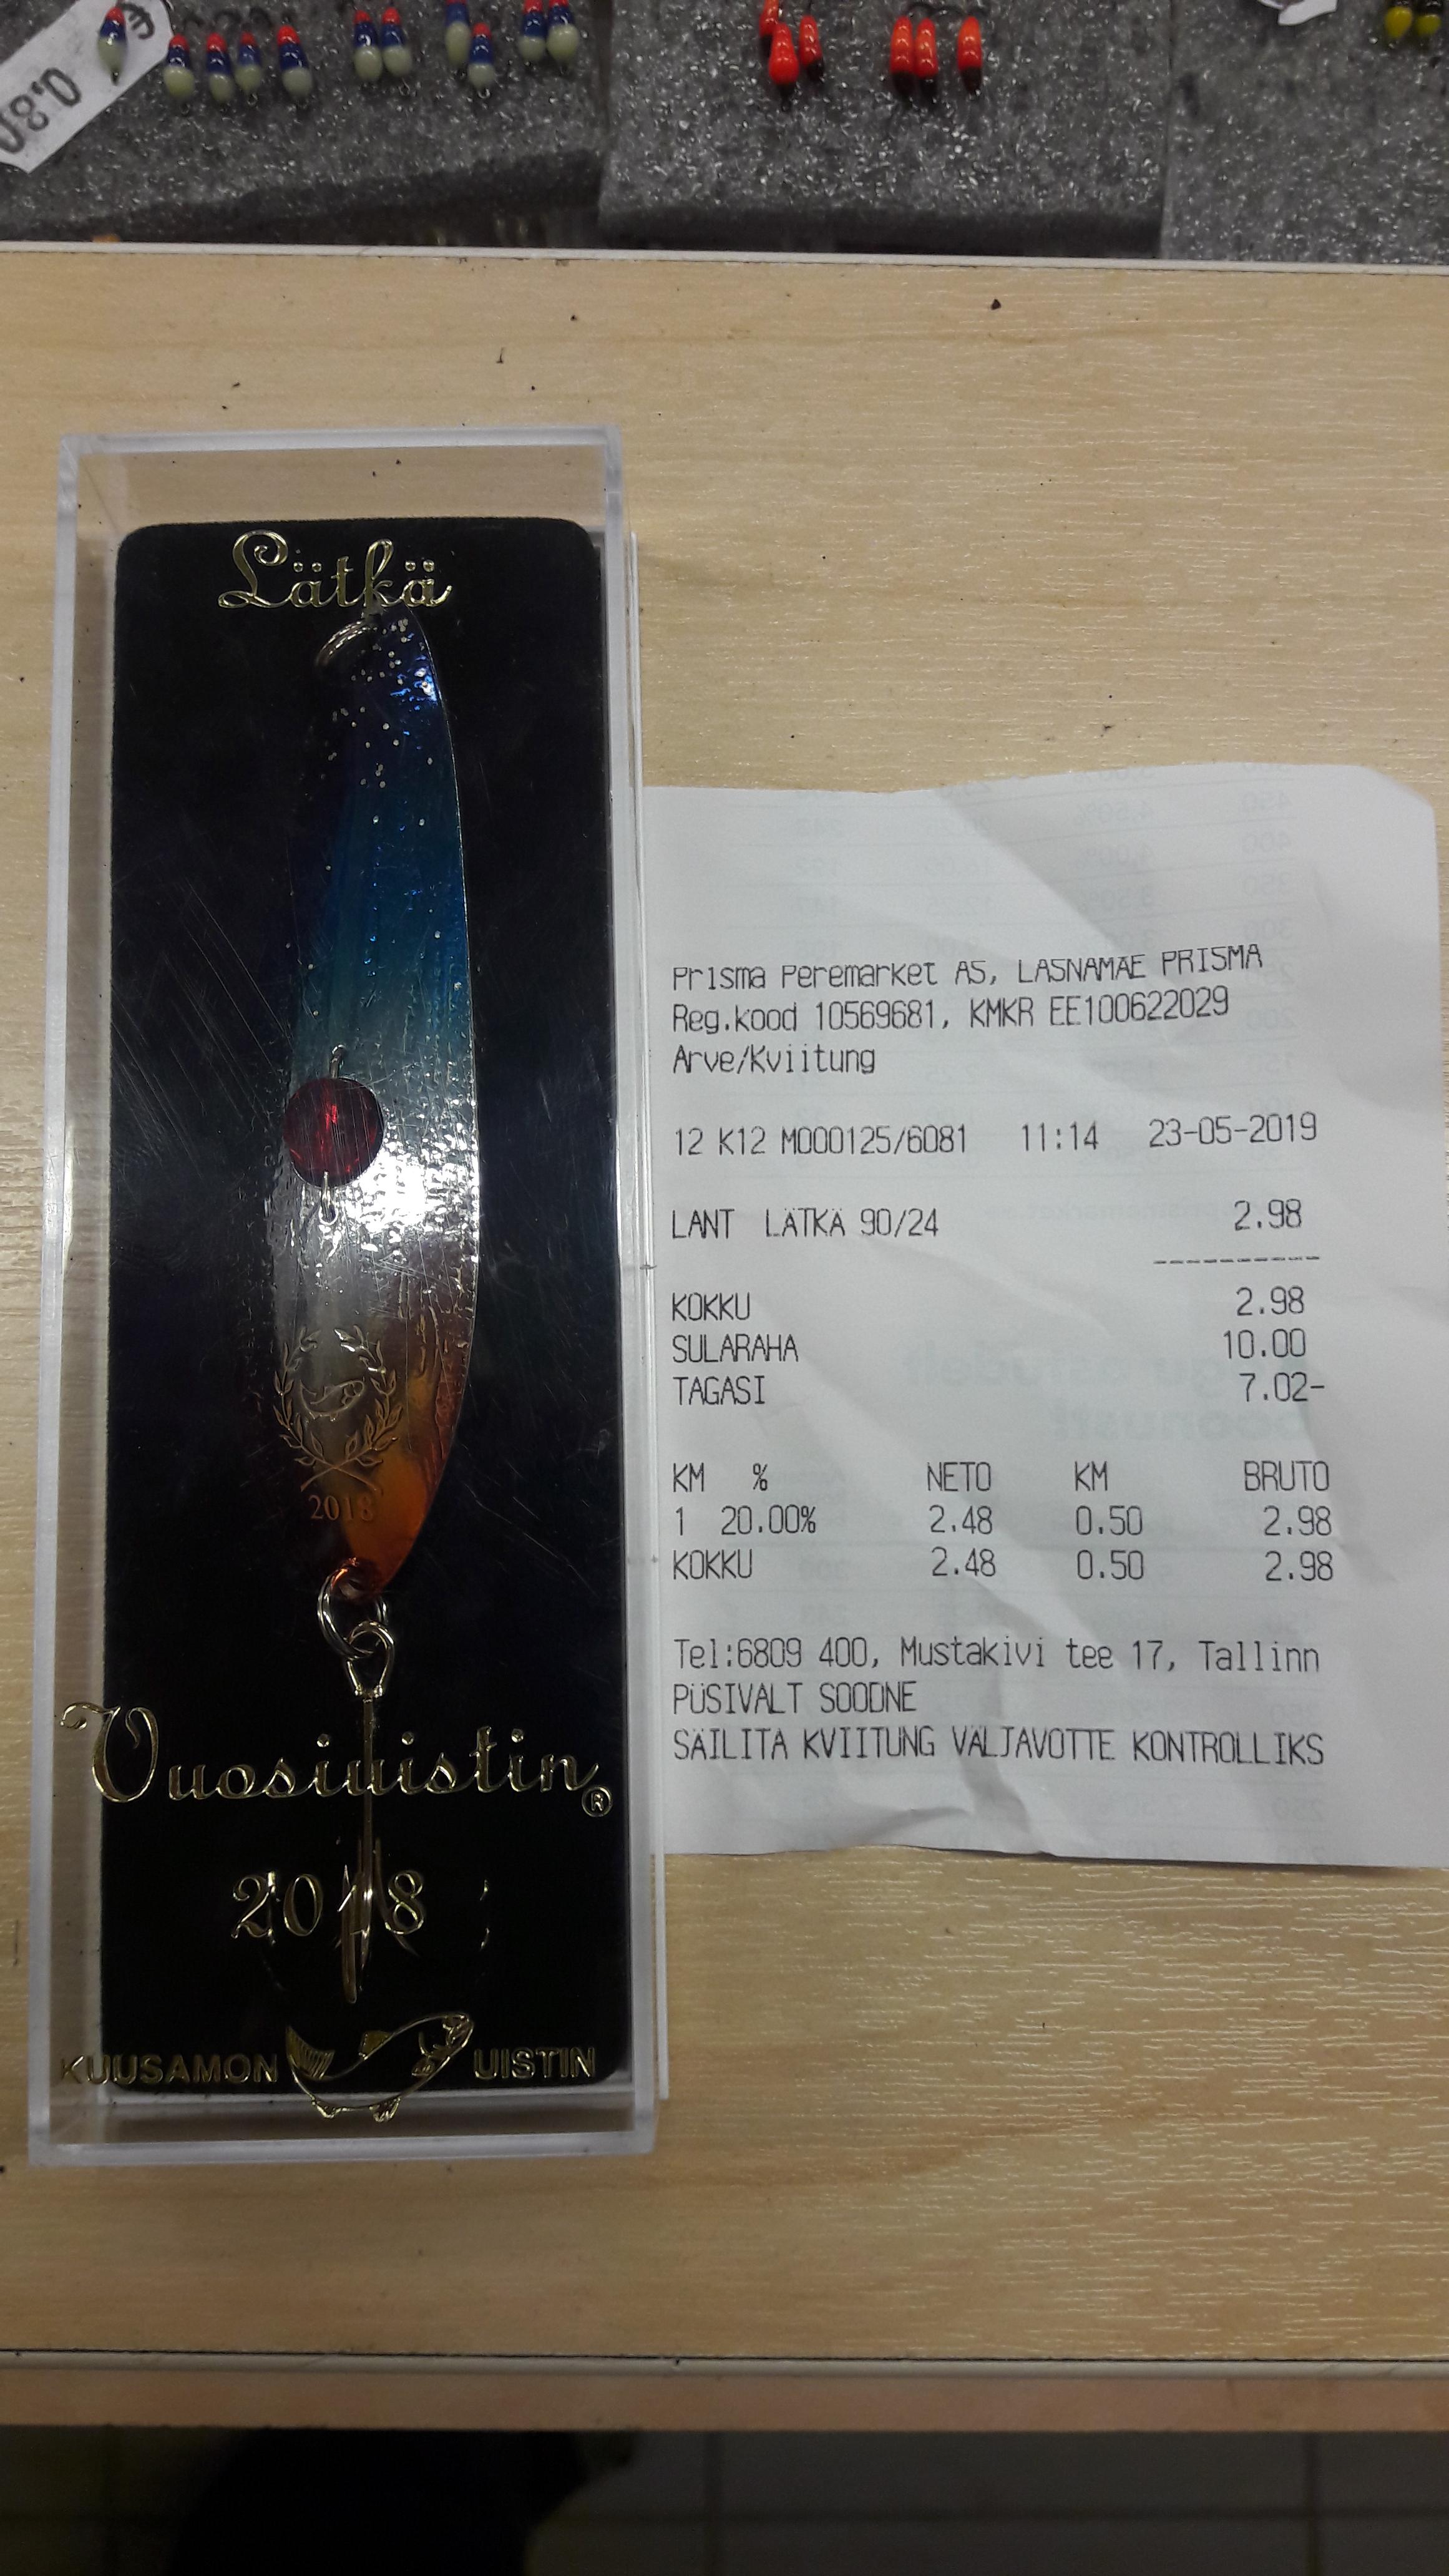 0.80
€
Lätkä
2018
Vuosiuistin®
2018
KUUSAMON UISTIN
Prisma Peremarket AS, LASNAMÄE PRISMA
Reg.kood 10569681, KMKR EE100622029
Arve/Kviitung
12 K12 M000125/6081 11:14 23-05-2019
LANT LÄTKÄ 90/24 2.98
----------
KOKKU 2.98
SULARAHA 10.00
TAGASI 7.02-
KM % NETO KM BRUTO
1 20.00% 2.48 0.50 2.98
KOKKU 2.48 0.50 2.98
Tel:6809 400, Mustakivi tee 17, Tallinn
PÜSIVALT SOODNE
SÄILITA KVIITUNG VÄLJAVÕTTE KONTROLLIKS